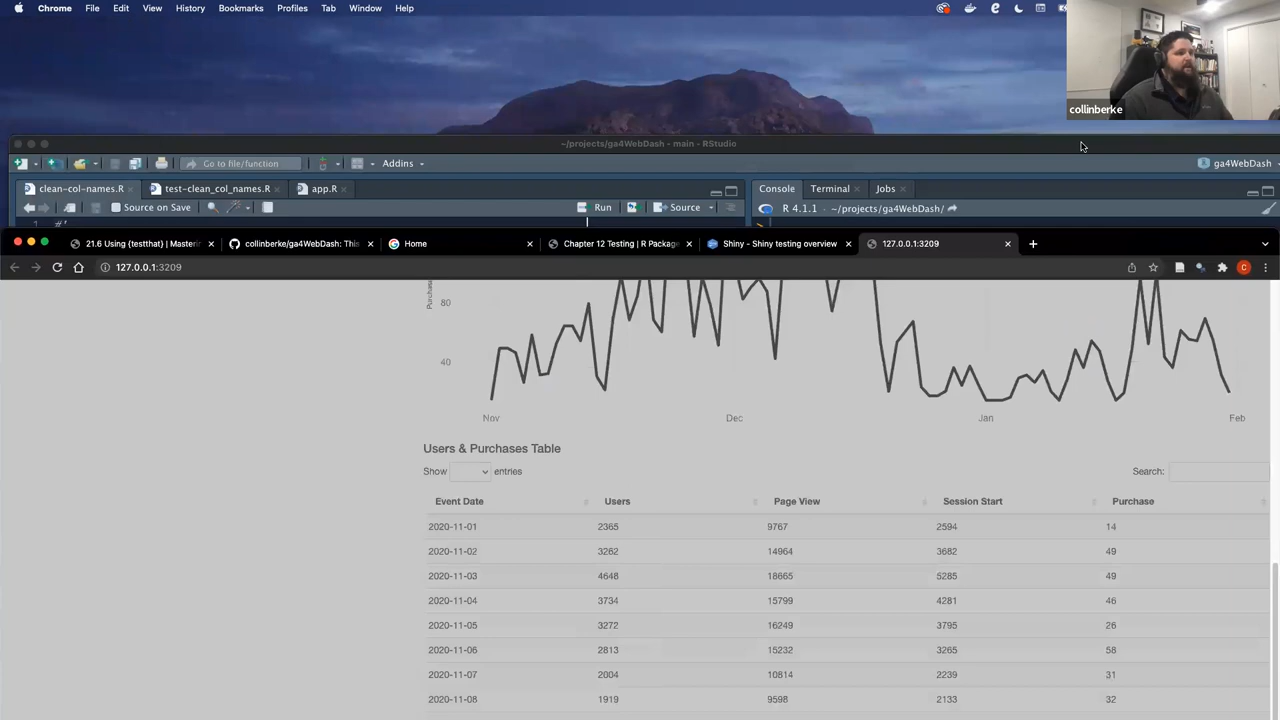 Chrome File Edit View History Bookmarks Profiles Tab Window Help
collinberke
~/projects/ga4WebDash - main - RStudio
Go to file/function Addins ga4WebDash
clean-col-names.R test-clean_col_names.R app.R Console Terminal Jobs
Source on Save Run Source R 4.1.1 · ~/projects/ga4WebDash/
#'
21.6 Using {testthat} | Masterin collinberke/ga4WebDash: This Home Chapter 12 Testing | R Package Shiny - Shiny testing overview 127.0.0.1:3209
127.0.0.1:3209
Purchas
80
40
Nov Dec Jan Feb
Users & Purchases Table
Show entries Search:
Event Date Users Page View Session Start Purchase
2020-11-01 2365 9767 2594 14
2020-11-02 3262 14964 3682 49
2020-11-03 4648 18665 5285 49
2020-11-04 3734 15799 4281 46
2020-11-05 3272 16249 3795 26
2020-11-06 2813 15232 3265 58
2020-11-07 2004 10814 2239 31
2020-11-08 1919 9598 2133 32